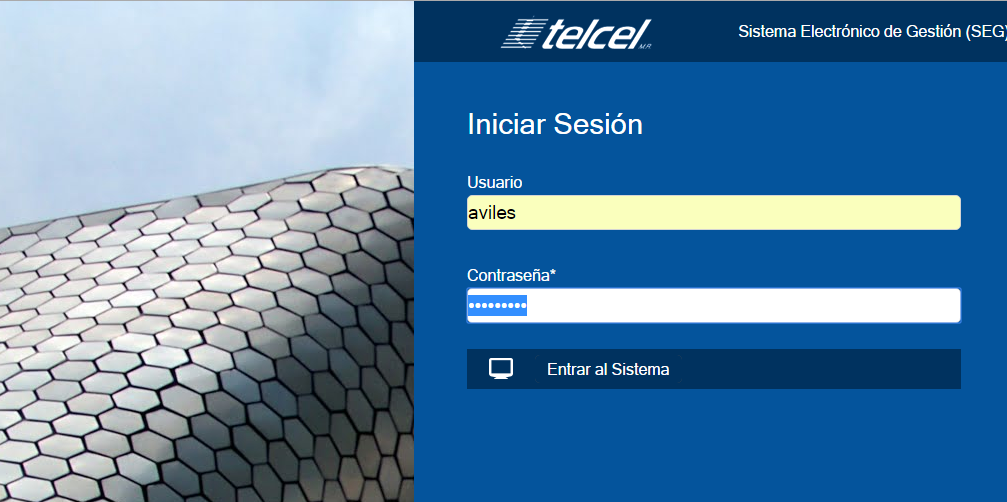 telcel M.R
Sistema Electrónico de Gestión (SEG)
Iniciar Sesión
Usuario
aviles
Contraseña*
•••••••••
Entrar al Sistema